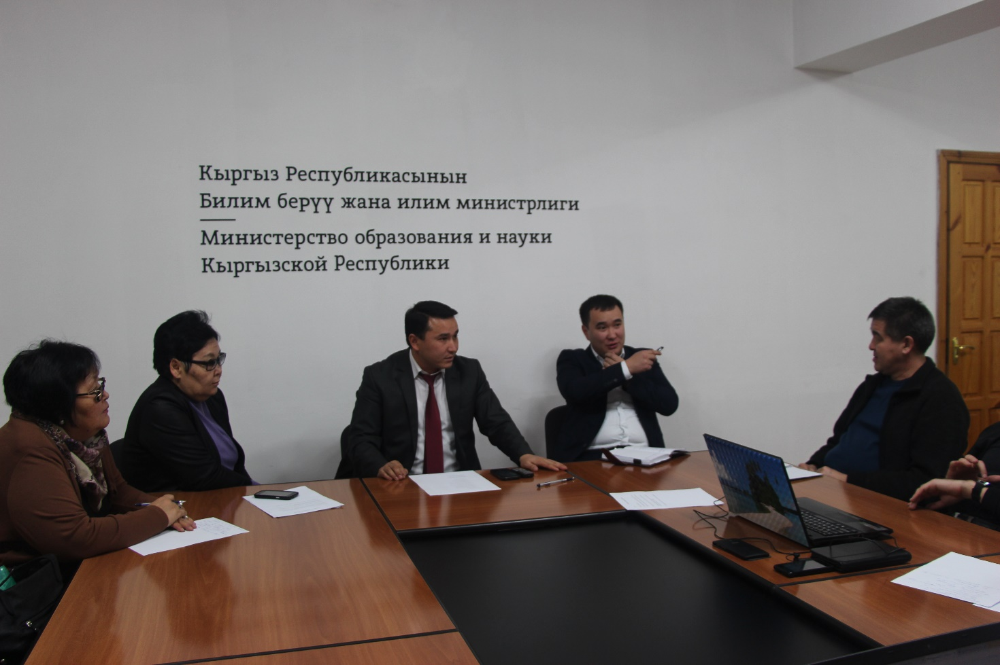 Кыргыз Республикасынын
Билим берүү жана илим министрлиги
Министерство образования и науки
Кыргызской Республики